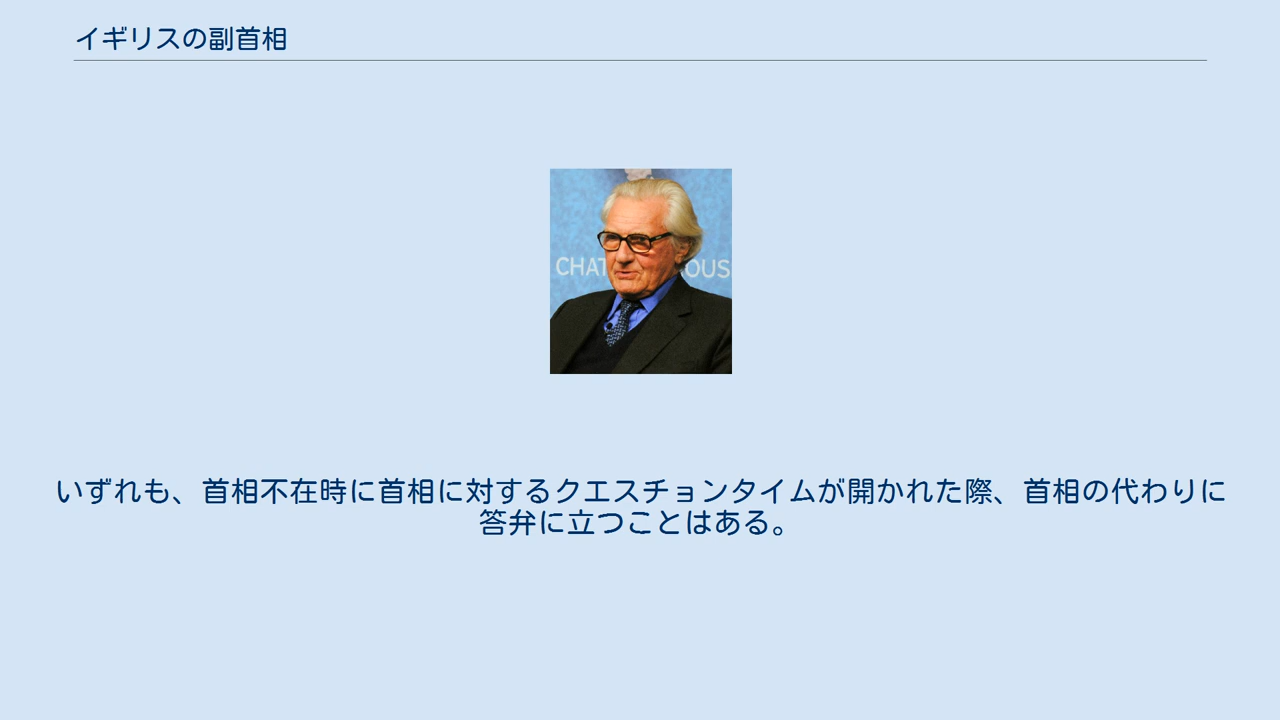 イギリスの副首相
CHAT OUS
いずれも、首相不在時に首相に対するクエスチョンタイムが開かれた際、首相の代わりに
答弁に立つことはある。